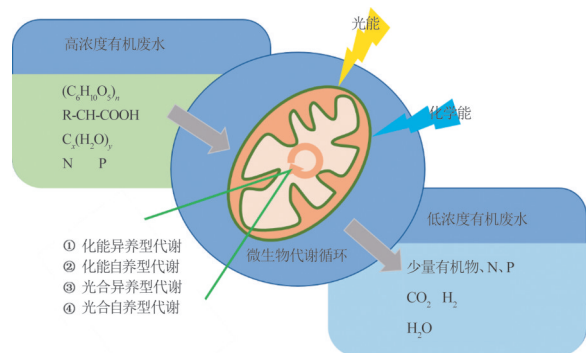 高浓度有机废水
(C₆H₁₀O₅)ₙ
R-CH-COOH
Cₓ(H₂O)ᵧ
N P
光能
化学能
微生物代谢循环
① 化能异养型代谢
② 化能自养型代谢
③ 光合异养型代谢
④ 光合自养型代谢
低浓度有机废水
少量有机物、N、P
CO₂ H₂
H₂O